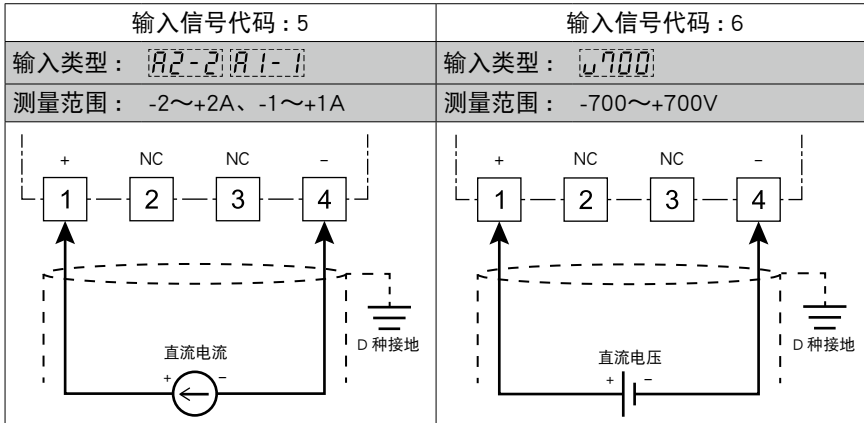 输入信号代码：5
输入类型： A2-2 A1-1
测量范围： -2～+2A、-1～+1A
+ NC NC −
1 2 3 4
D 种接地
直流电流
+ −
输入信号代码：6
输入类型： u700
测量范围： -700～+700V
+ NC NC −
1 2 3 4
D 种接地
直流电压
+ −